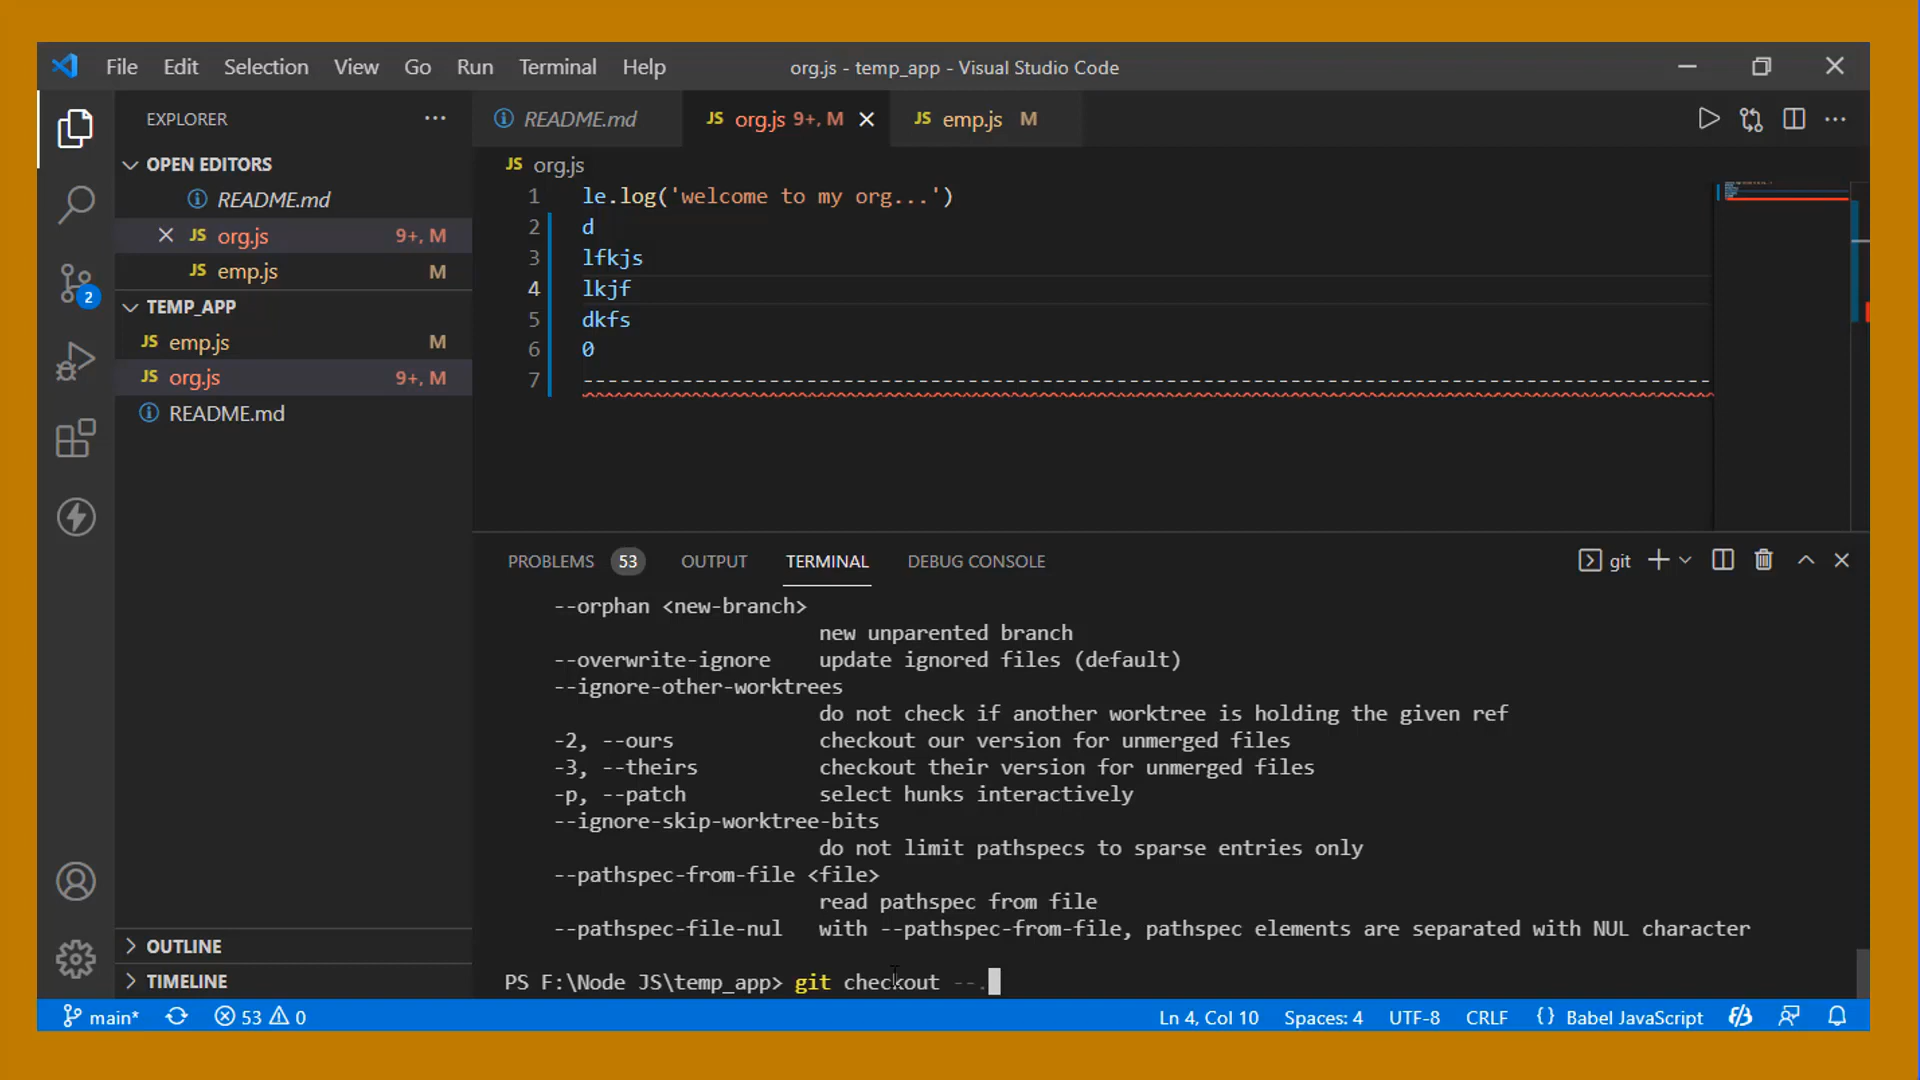 File Edit Selection View Go Run Terminal Help
org.js - temp_app - Visual Studio Code
EXPLORER
OPEN EDITORS
README.md
JS org.js 9+, M
JS emp.js M
TEMP_APP
JS emp.js M
JS org.js 9+, M
README.md
OUTLINE
TIMELINE
2
README.md
JS org.js 9+, M
JS emp.js M
JS org.js
1 le.log('welcome to my org...')
2 d
3 lfkjs
4 lkjf
5 dkfs
6 0
7 ---------------------------------------------------------------------------------------------
PROBLEMS 53 OUTPUT TERMINAL DEBUG CONSOLE
git
--orphan <new-branch>
new unparented branch
--overwrite-ignore update ignored files (default)
--ignore-other-worktrees
do not check if another worktree is holding the given ref
-2, --ours checkout our version for unmerged files
-3, --theirs checkout their version for unmerged files
-p, --patch select hunks interactively
--ignore-skip-worktree-bits
do not limit pathspecs to sparse entries only
--pathspec-from-file <file>
read pathspec from file
--pathspec-file-nul with --pathspec-from-file, pathspec elements are separated with NUL character
PS F:\Node JS\temp_app> git checkout --.
main* 53 0
Ln 4, Col 10 Spaces: 4 UTF-8 CRLF {} Babel JavaScript